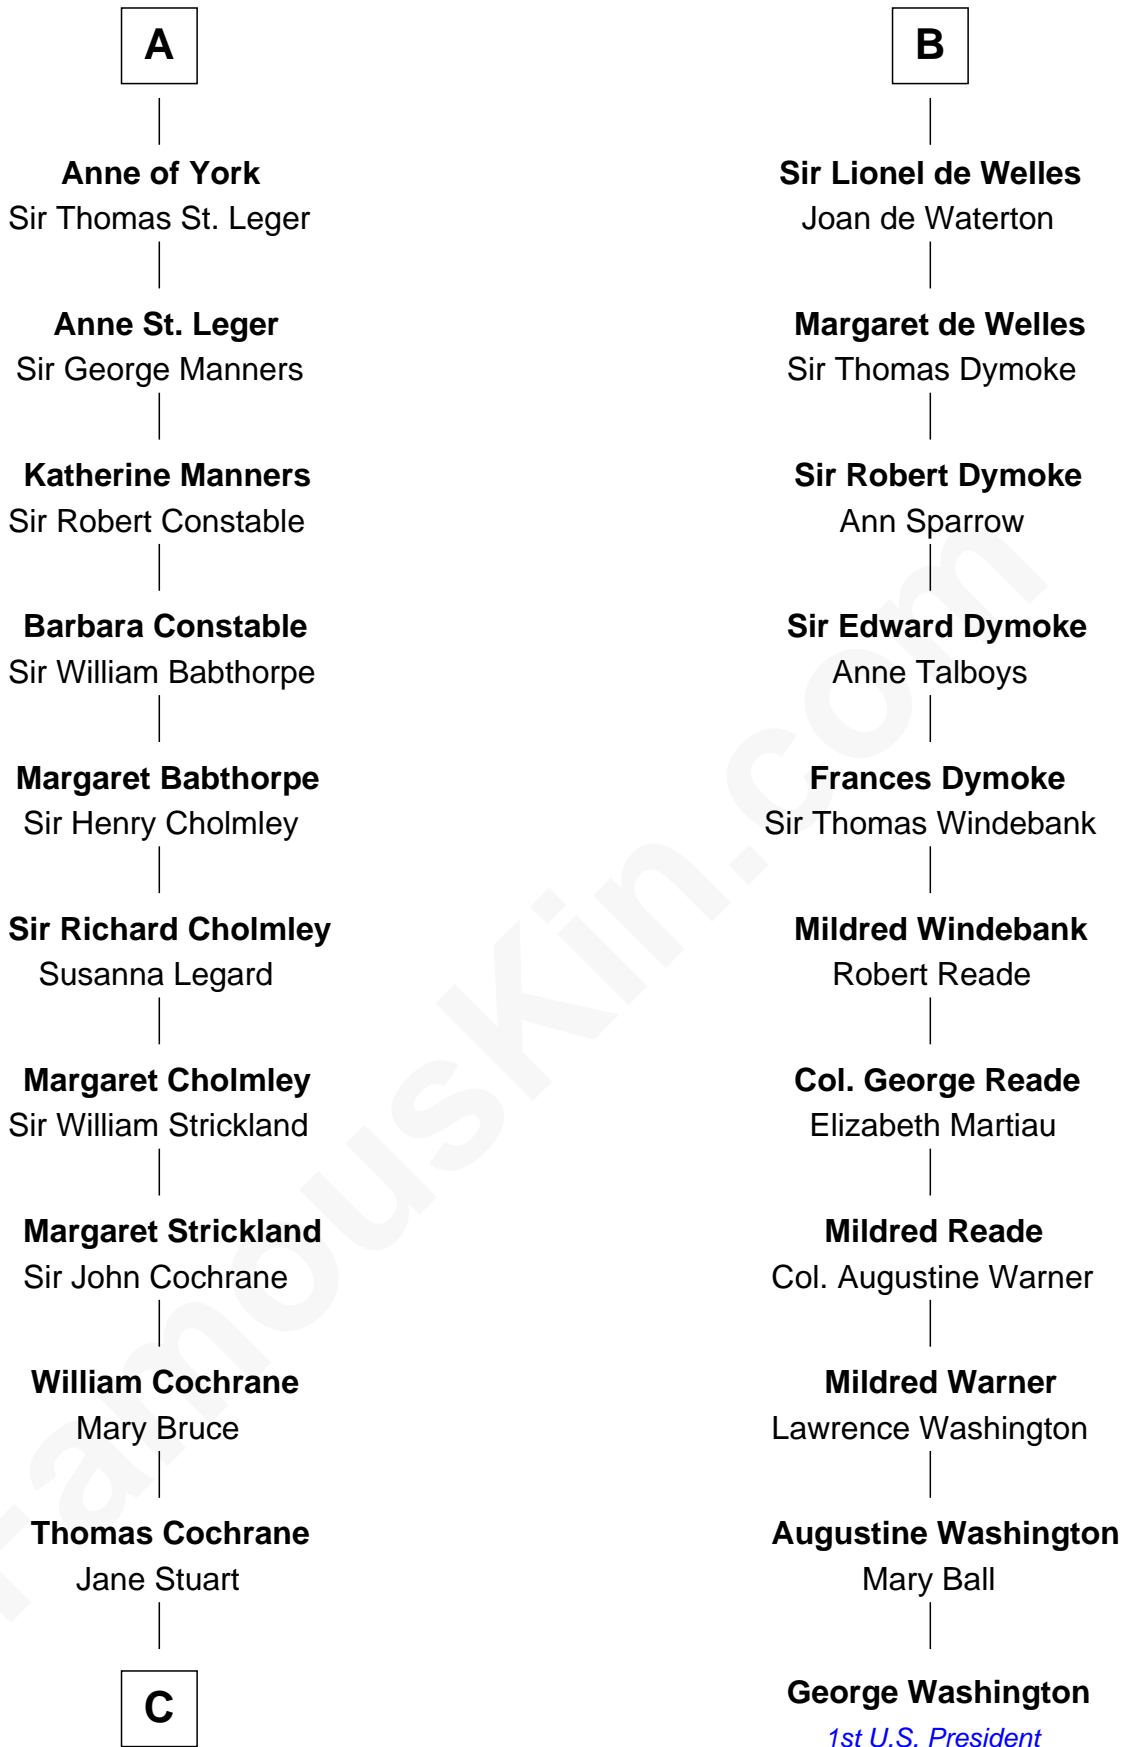 A
Anne of York
Sir Thomas St. Leger
Anne St. Leger
Sir George Manners
Katherine Manners
Sir Robert Constable
Barbara Constable
Sir William Babthorpe
Margaret Babthorpe
Sir Henry Cholmley
Sir Richard Cholmley
Susanna Legard
Margaret Cholmley
Sir William Strickland
Margaret Strickland
Sir John Cochrane
William Cochrane
Mary Bruce
Thomas Cochrane
Jane Stuart
C
B
Sir Lionel de Welles
Joan de Waterton
Margaret de Welles
Sir Thomas Dymoke
Sir Robert Dymoke
Ann Sparrow
Sir Edward Dymoke
Anne Talboys
Frances Dymoke
Sir Thomas Windebank
Mildred Windebank
Robert Reade
Col. George Reade
Elizabeth Martiau
Mildred Reade
Col. Augustine Warner
Mildred Warner
Lawrence Washington
Augustine Washington
Mary Ball
George Washington
1st U.S. President
FamousKin.com